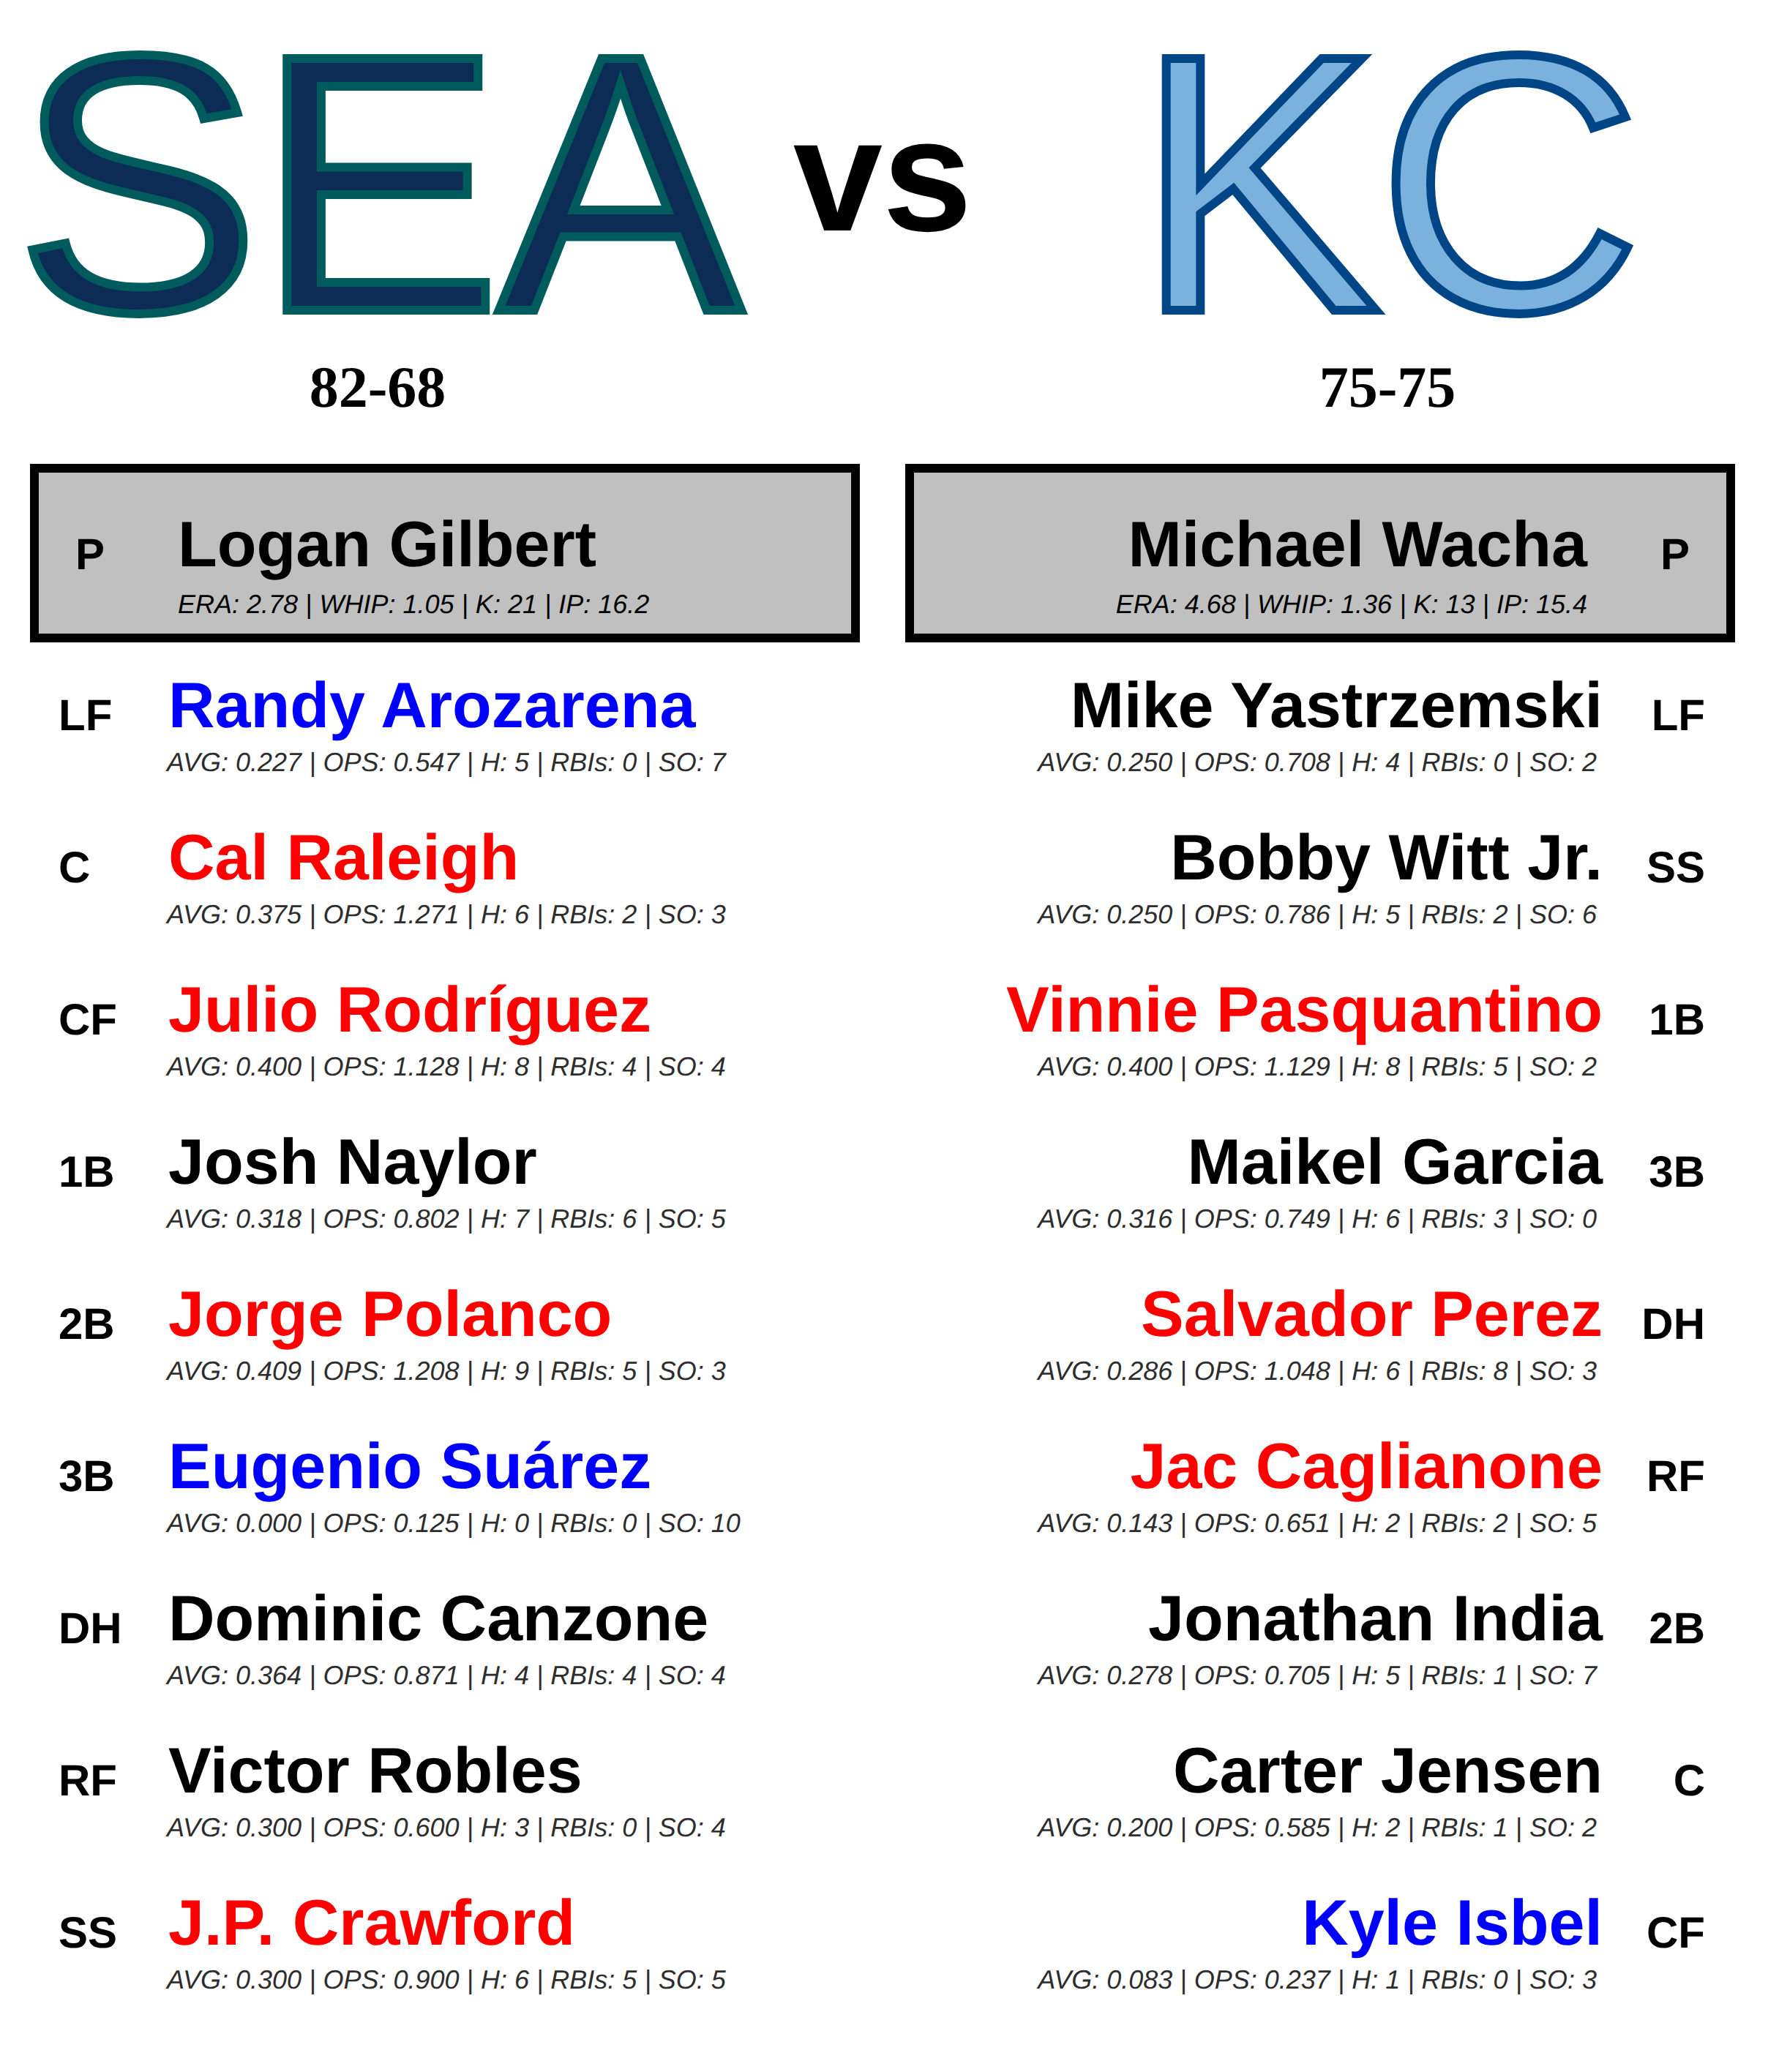 SEA vs KC
82-68 75-75
P Logan Gilbert
ERA: 2.78 | WHIP: 1.05 | K: 21 | IP: 16.2
Michael Wacha P
ERA: 4.68 | WHIP: 1.36 | K: 13 | IP: 15.4
LF Randy Arozarena
AVG: 0.227 | OPS: 0.547 | H: 5 | RBIs: 0 | SO: 7
C Cal Raleigh
AVG: 0.375 | OPS: 1.271 | H: 6 | RBIs: 2 | SO: 3
CF Julio Rodríguez
AVG: 0.400 | OPS: 1.128 | H: 8 | RBIs: 4 | SO: 4
1B Josh Naylor
AVG: 0.318 | OPS: 0.802 | H: 7 | RBIs: 6 | SO: 5
2B Jorge Polanco
AVG: 0.409 | OPS: 1.208 | H: 9 | RBIs: 5 | SO: 3
3B Eugenio Suárez
AVG: 0.000 | OPS: 0.125 | H: 0 | RBIs: 0 | SO: 10
DH Dominic Canzone
AVG: 0.364 | OPS: 0.871 | H: 4 | RBIs: 4 | SO: 4
RF Victor Robles
AVG: 0.300 | OPS: 0.600 | H: 3 | RBIs: 0 | SO: 4
SS J.P. Crawford
AVG: 0.300 | OPS: 0.900 | H: 6 | RBIs: 5 | SO: 5
Mike Yastrzemski LF
AVG: 0.250 | OPS: 0.708 | H: 4 | RBIs: 0 | SO: 2
Bobby Witt Jr. SS
AVG: 0.250 | OPS: 0.786 | H: 5 | RBIs: 2 | SO: 6
Vinnie Pasquantino 1B
AVG: 0.400 | OPS: 1.129 | H: 8 | RBIs: 5 | SO: 2
Maikel Garcia 3B
AVG: 0.316 | OPS: 0.749 | H: 6 | RBIs: 3 | SO: 0
Salvador Perez DH
AVG: 0.286 | OPS: 1.048 | H: 6 | RBIs: 8 | SO: 3
Jac Caglianone RF
AVG: 0.143 | OPS: 0.651 | H: 2 | RBIs: 2 | SO: 5
Jonathan India 2B
AVG: 0.278 | OPS: 0.705 | H: 5 | RBIs: 1 | SO: 7
Carter Jensen C
AVG: 0.200 | OPS: 0.585 | H: 2 | RBIs: 1 | SO: 2
Kyle Isbel CF
AVG: 0.083 | OPS: 0.237 | H: 1 | RBIs: 0 | SO: 3